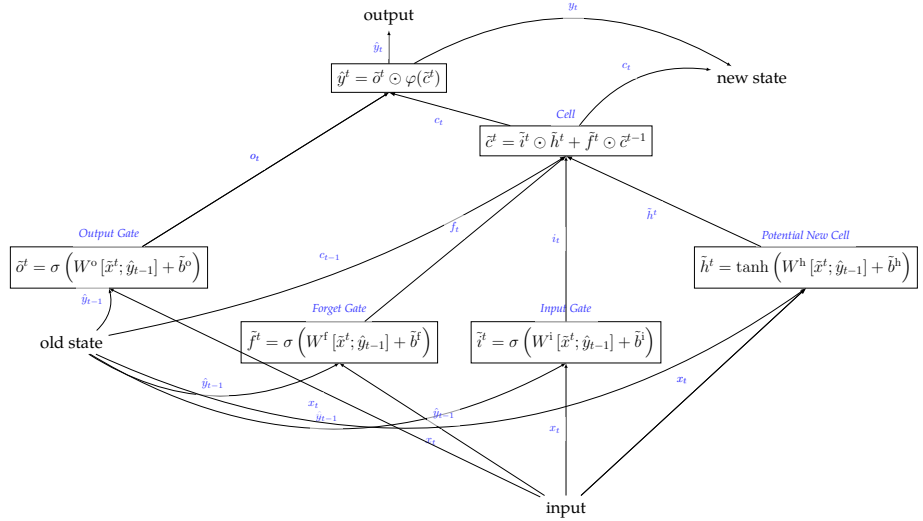 output
y_t
ŷ_t
c_t
ŷ^t = õ^t ⊙ φ(c̃^t)
new state
Cell
c_t
c̃^t = ĩ^t ⊙ h̃^t + f̃^t ⊙ c̃^{t−1}
o_t
h̃^t
f_t
Output Gate
i_t
Potential New Cell
c_{t−1}
õ^t = σ (W^o [x̃^t; ŷ_{t−1}] + b̃^o)
h̃^t = tanh (W^h [x̃^t; ŷ_{t−1}] + b̃^h)
ŷ_{t−1}
Forget Gate
Input Gate
old state
f̃^t = σ (W^f [x̃^t; ŷ_{t−1}] + b̃^f)
ĩ^t = σ (W^i [x̃^t; ŷ_{t−1}] + b̃^i)
ŷ_{t−1}
x_t
x_t
ŷ_{t−1}
ŷ_{t−1}
x_t
x_t
input